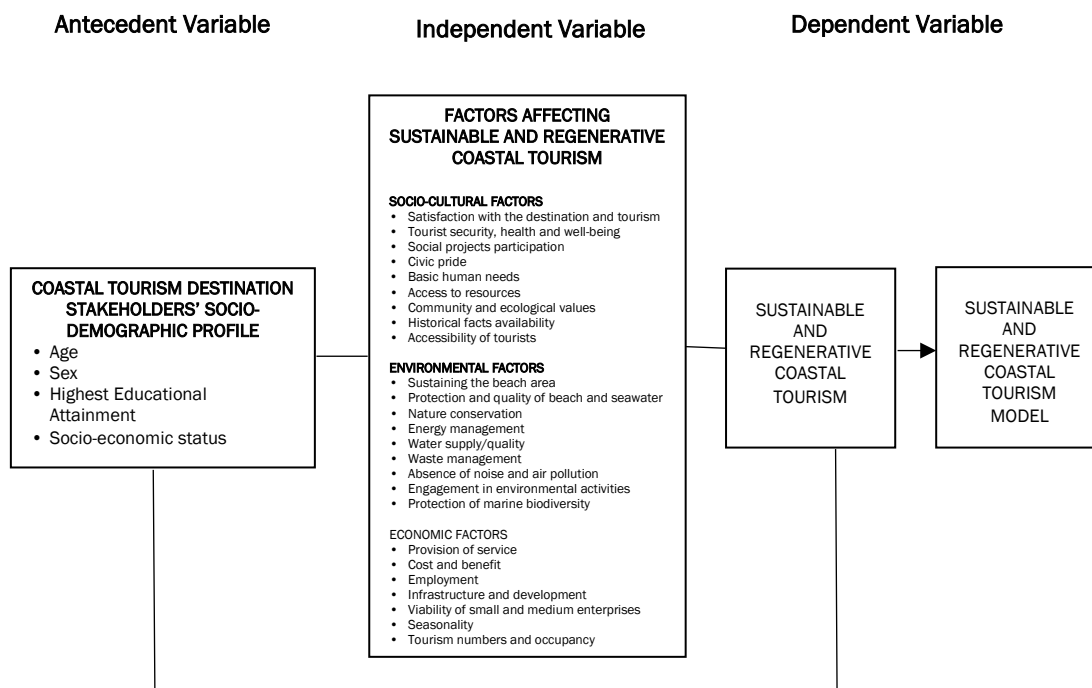 Antecedent Variable
Independent Variable
Dependent Variable
COASTAL TOURISM DESTINATION
STAKEHOLDERS' SOCIO-
DEMOGRAPHIC PROFILE
• Age
• Sex
• Highest Educational
Attainment
• Socio-economic status
FACTORS AFFECTING
SUSTAINABLE AND REGENERATIVE
COASTAL TOURISM
SOCIO-CULTURAL FACTORS
• Satisfaction with the destination and tourism
• Tourist security, health and well-being
• Social projects participation
• Civic pride
• Basic human needs
• Access to resources
• Community and ecological values
• Historical facts availability
• Accessibility of tourists
ENVIRONMENTAL FACTORS
• Sustaining the beach area
• Protection and quality of beach and seawater
• Nature conservation
• Energy management
• Water supply/quality
• Waste management
• Absence of noise and air pollution
• Engagement in environmental activities
• Protection of marine biodiversity
ECONOMIC FACTORS
• Provision of service
• Cost and benefit
• Employment
• Infrastructure and development
• Viability of small and medium enterprises
• Seasonality
• Tourism numbers and occupancy
SUSTAINABLE
AND
REGENERATIVE
COASTAL
TOURISM
SUSTAINABLE
AND
REGENERATIVE
COASTAL
TOURISM
MODEL